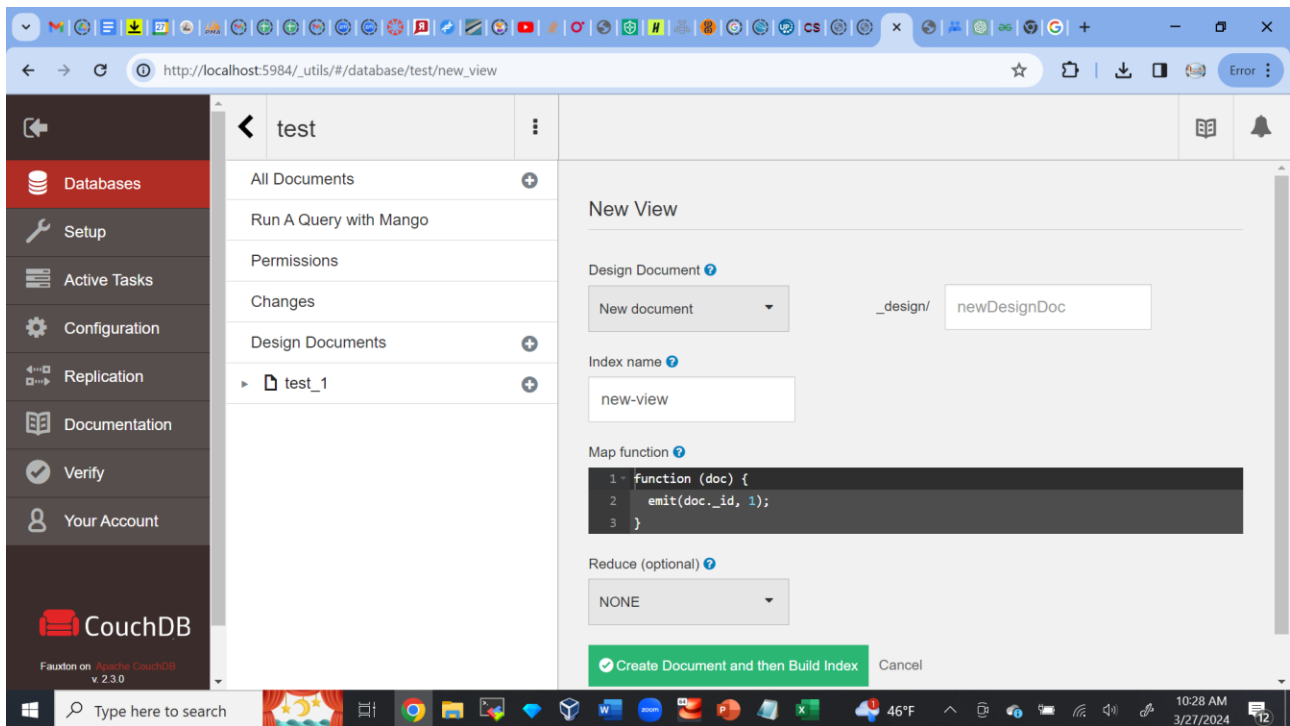 http://localhost:5984/_utils/#/database/test/new_view
Error
test
Databases
Setup
Active Tasks
Configuration
Replication
Documentation
Verify
Your Account
CouchDB
Fauxton on Apache CouchDB
v. 2.3.0
All Documents
Run A Query with Mango
Permissions
Changes
Design Documents
test_1
New View
Design Document
New document
_design/
newDesignDoc
Index name
new-view
Map function
1 function (doc) {
2 emit(doc._id, 1);
3 }
Reduce (optional)
NONE
Create Document and then Build Index Cancel
Type here to search
46°F
10:28 AM
3/27/2024
12